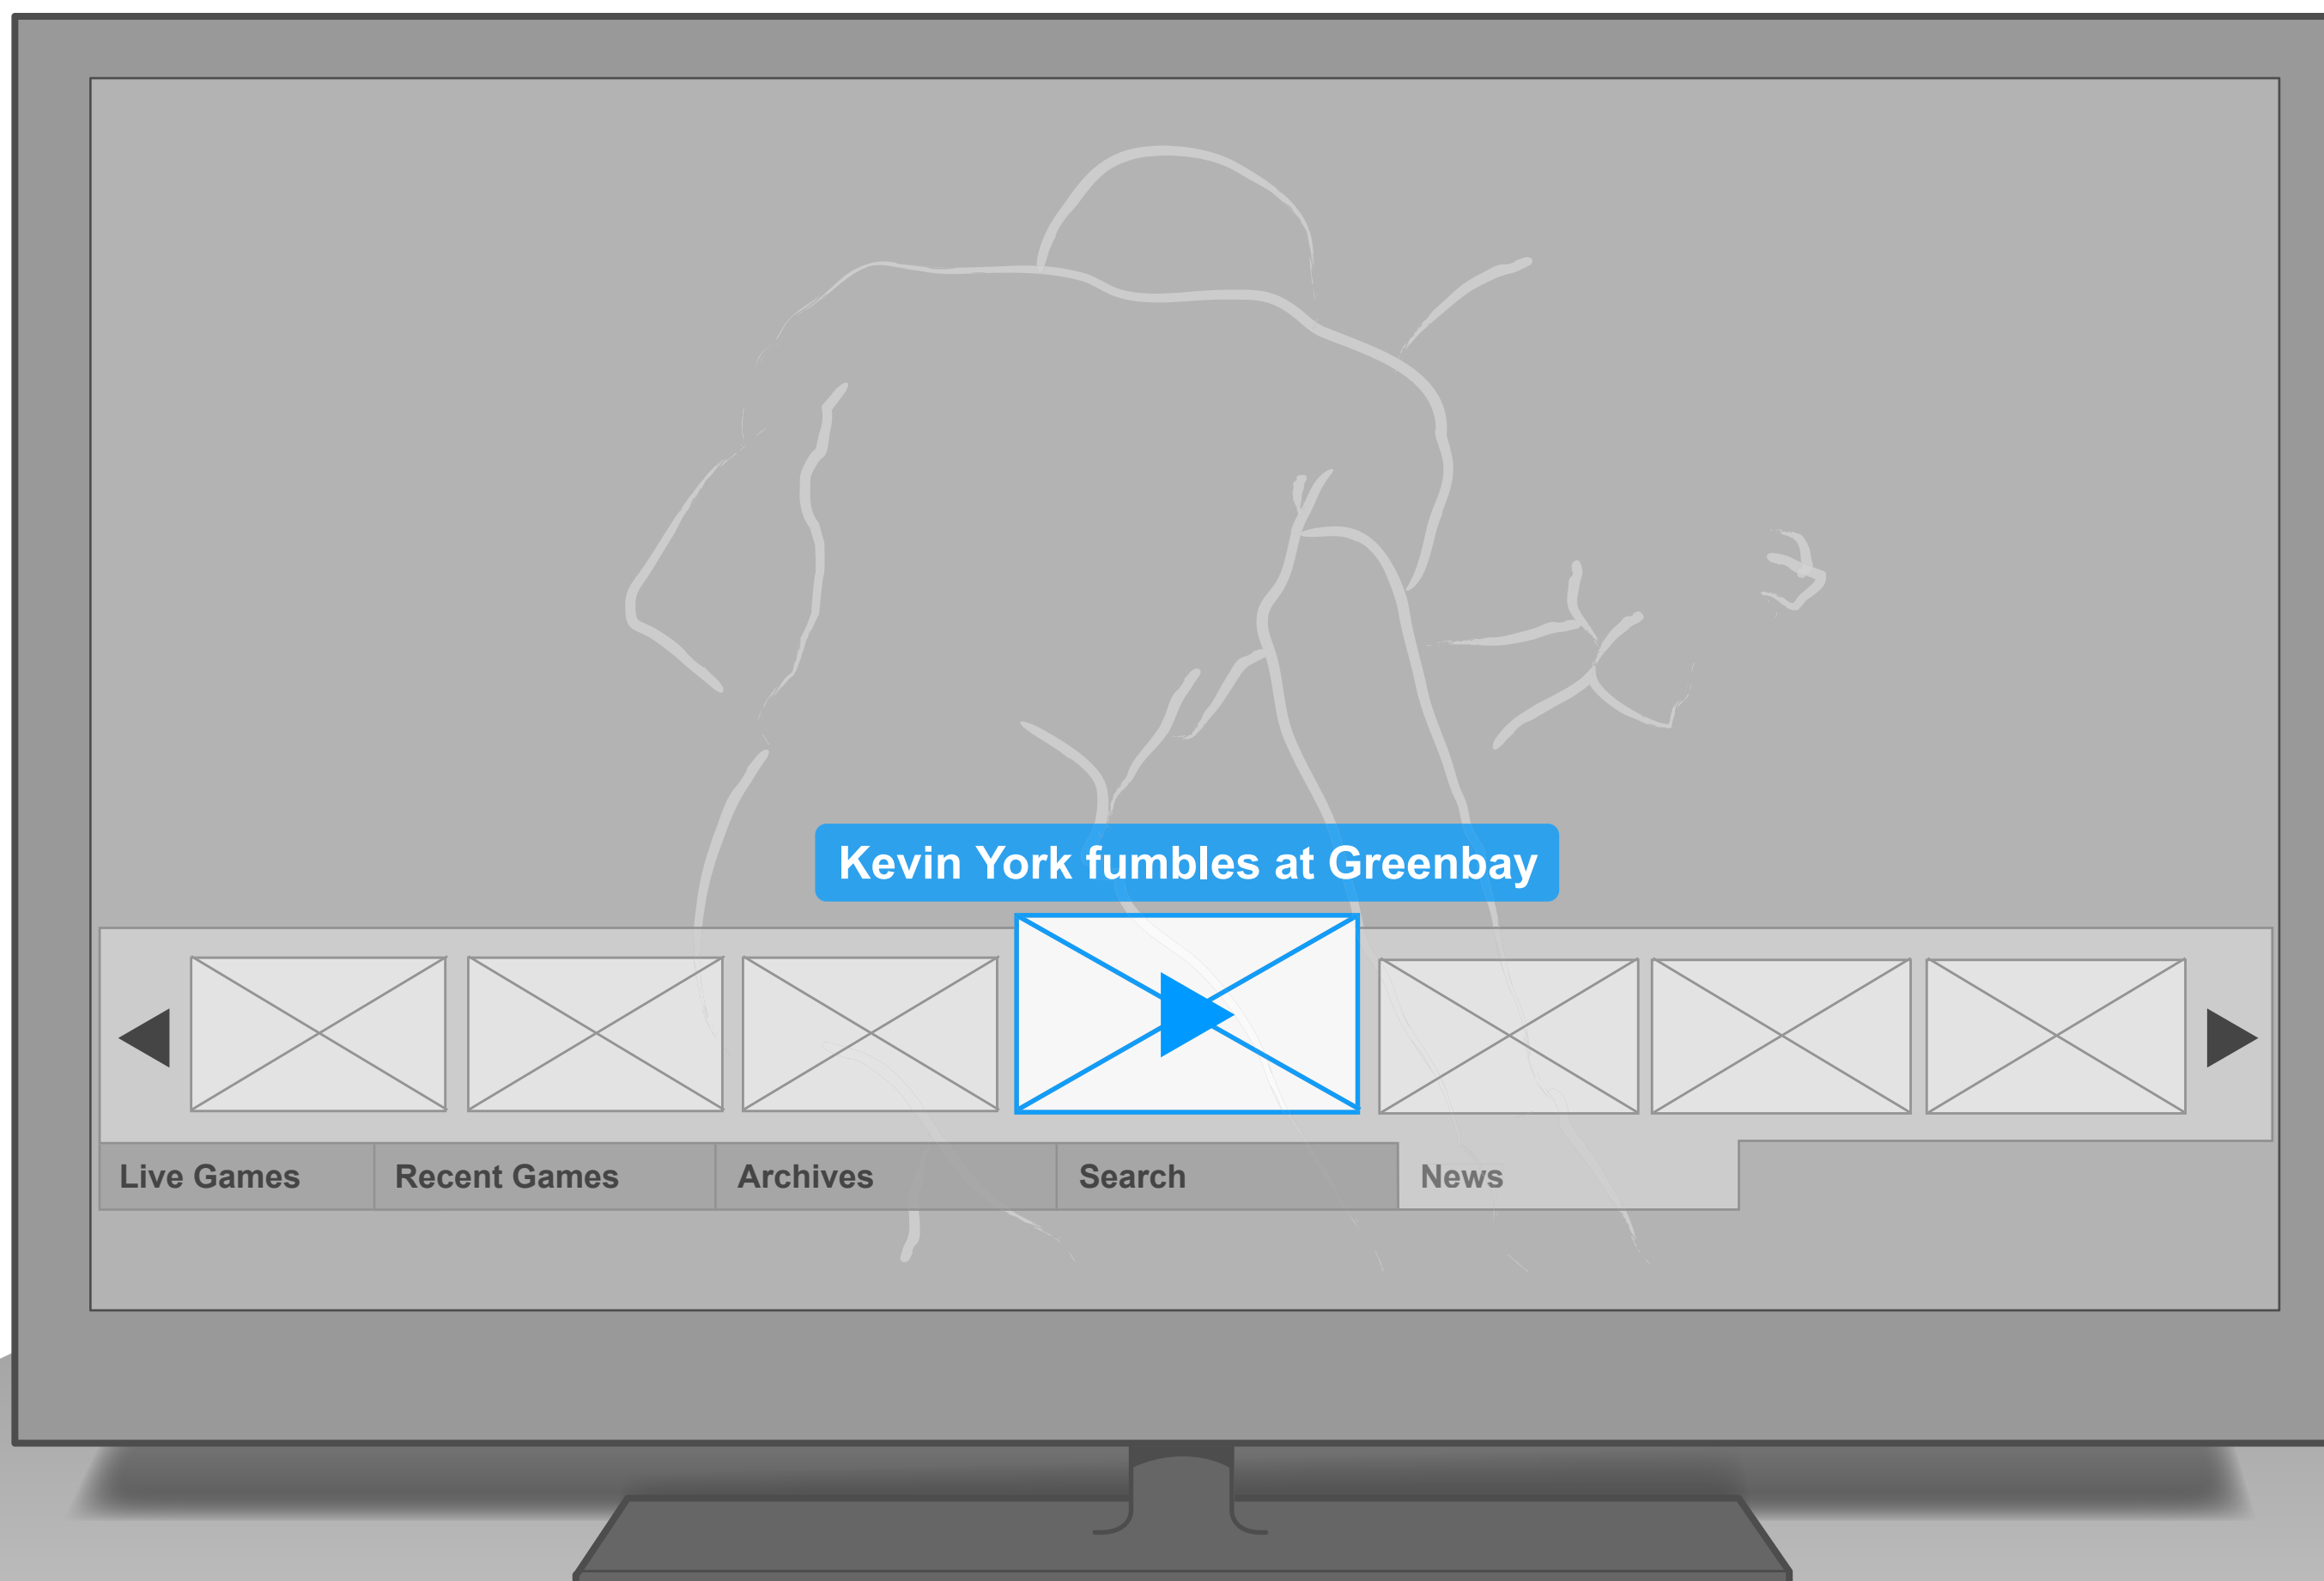 Kevin York fumbles at Greenbay
Live Games
Recent Games
Archives
Search
News